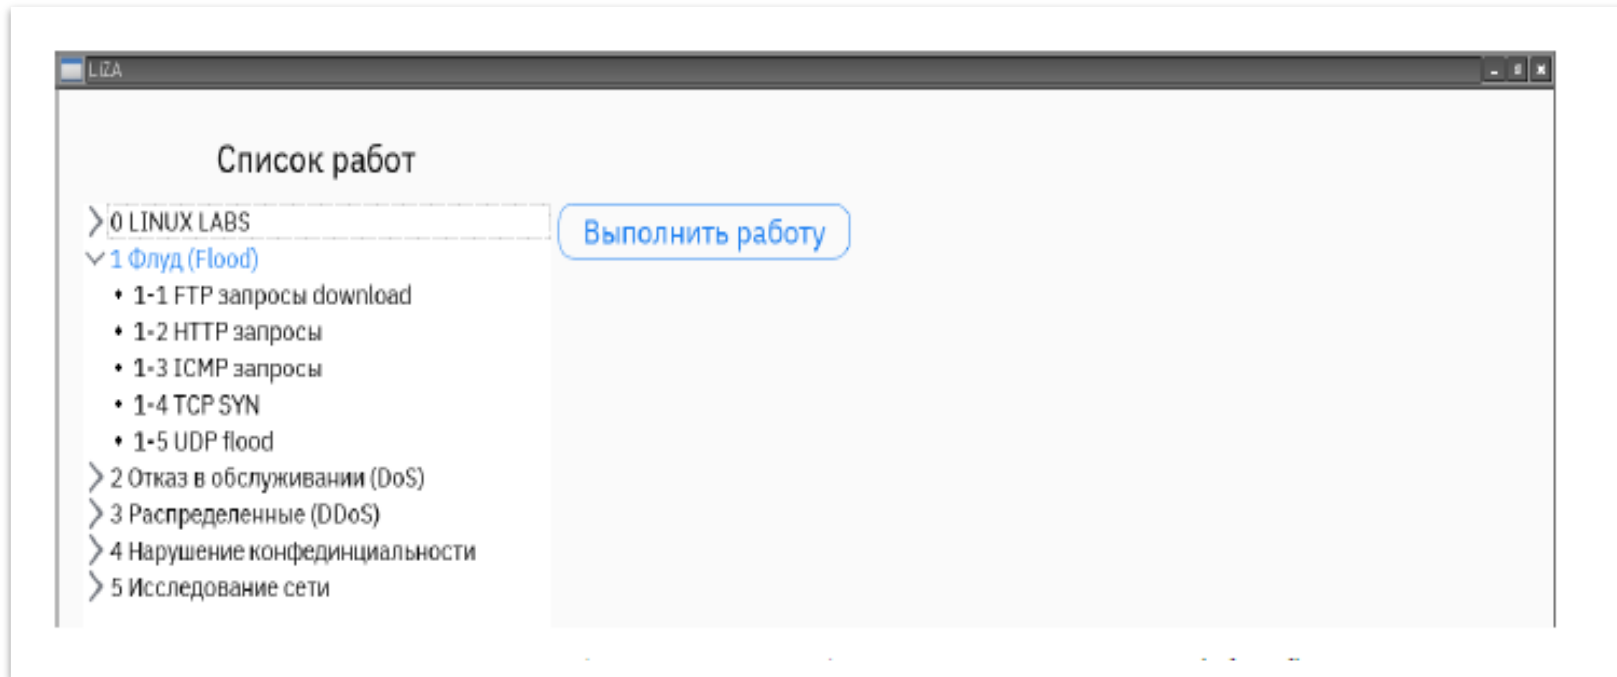 LiZA
Список работ
0 LINUX LABS
Выполнить работу
1 Флуд (Flood)
1-1 FTP запросы download
1-2 HTTP запросы
1-3 ICMP запросы
1-4 TCP SYN
1-5 UDP flood
2 Отказ в обслуживании (DoS)
3 Распределенные (DDoS)
4 Нарушение конфединциальности
5 Исследование сети